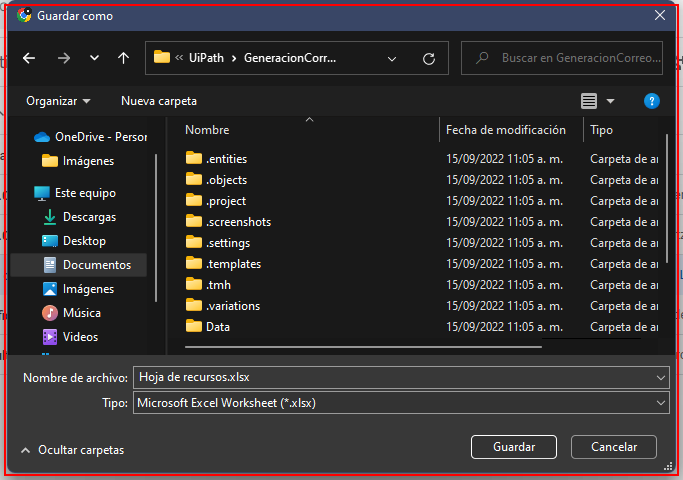 Guardar como
UiPath GeneracionCorr...
Buscar en GeneracionCorreo...
Organizar Nueva carpeta
OneDrive - Person
Imágenes
Este equipo
Descargas
Desktop
Documentos
Imágenes
Música
Videos
Nombre Fecha de modificación Tipo
.entities 15/09/2022 11:05 a. m. Carpeta de ar
.objects 15/09/2022 11:05 a. m. Carpeta de ar
.project 15/09/2022 11:05 a. m. Carpeta de ar
.screenshots 15/09/2022 11:05 a. m. Carpeta de ar
.settings 15/09/2022 11:05 a. m. Carpeta de ar
.templates 15/09/2022 11:05 a. m. Carpeta de ar
.tmh 15/09/2022 11:05 a. m. Carpeta de ar
.variations 15/09/2022 11:05 a. m. Carpeta de ar
Data 15/09/2022 11:05 a. m. Carpeta de ar
Nombre de archivo: Hoja de recursos.xlsx
Tipo: Microsoft Excel Worksheet (*.xlsx)
Ocultar carpetas Guardar Cancelar